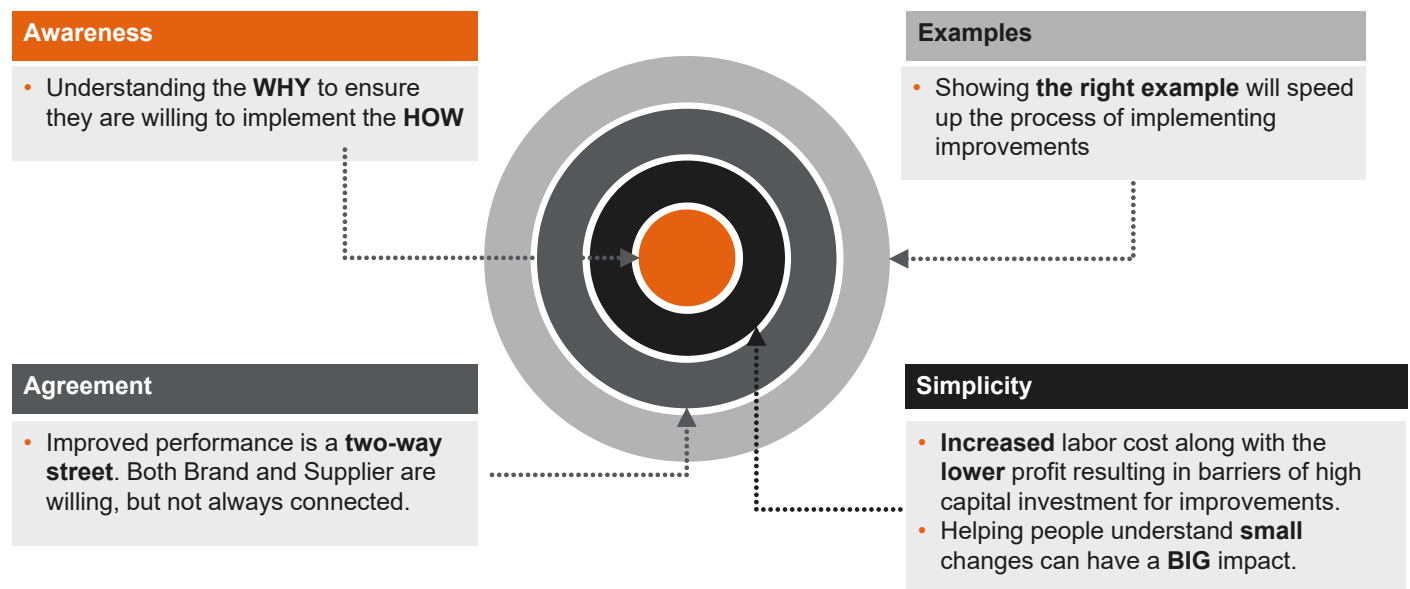 Awareness
• Understanding the WHY to ensure
they are willing to implement the HOW
Examples
• Showing the right example will speed
up the process of implementing
improvements
Agreement
• Improved performance is a two-way
street. Both Brand and Supplier are
willing, but not always connected.
Simplicity
• Increased labor cost along with the
lower profit resulting in barriers of high
capital investment for improvements.
• Helping people understand small
changes can have a BIG impact.